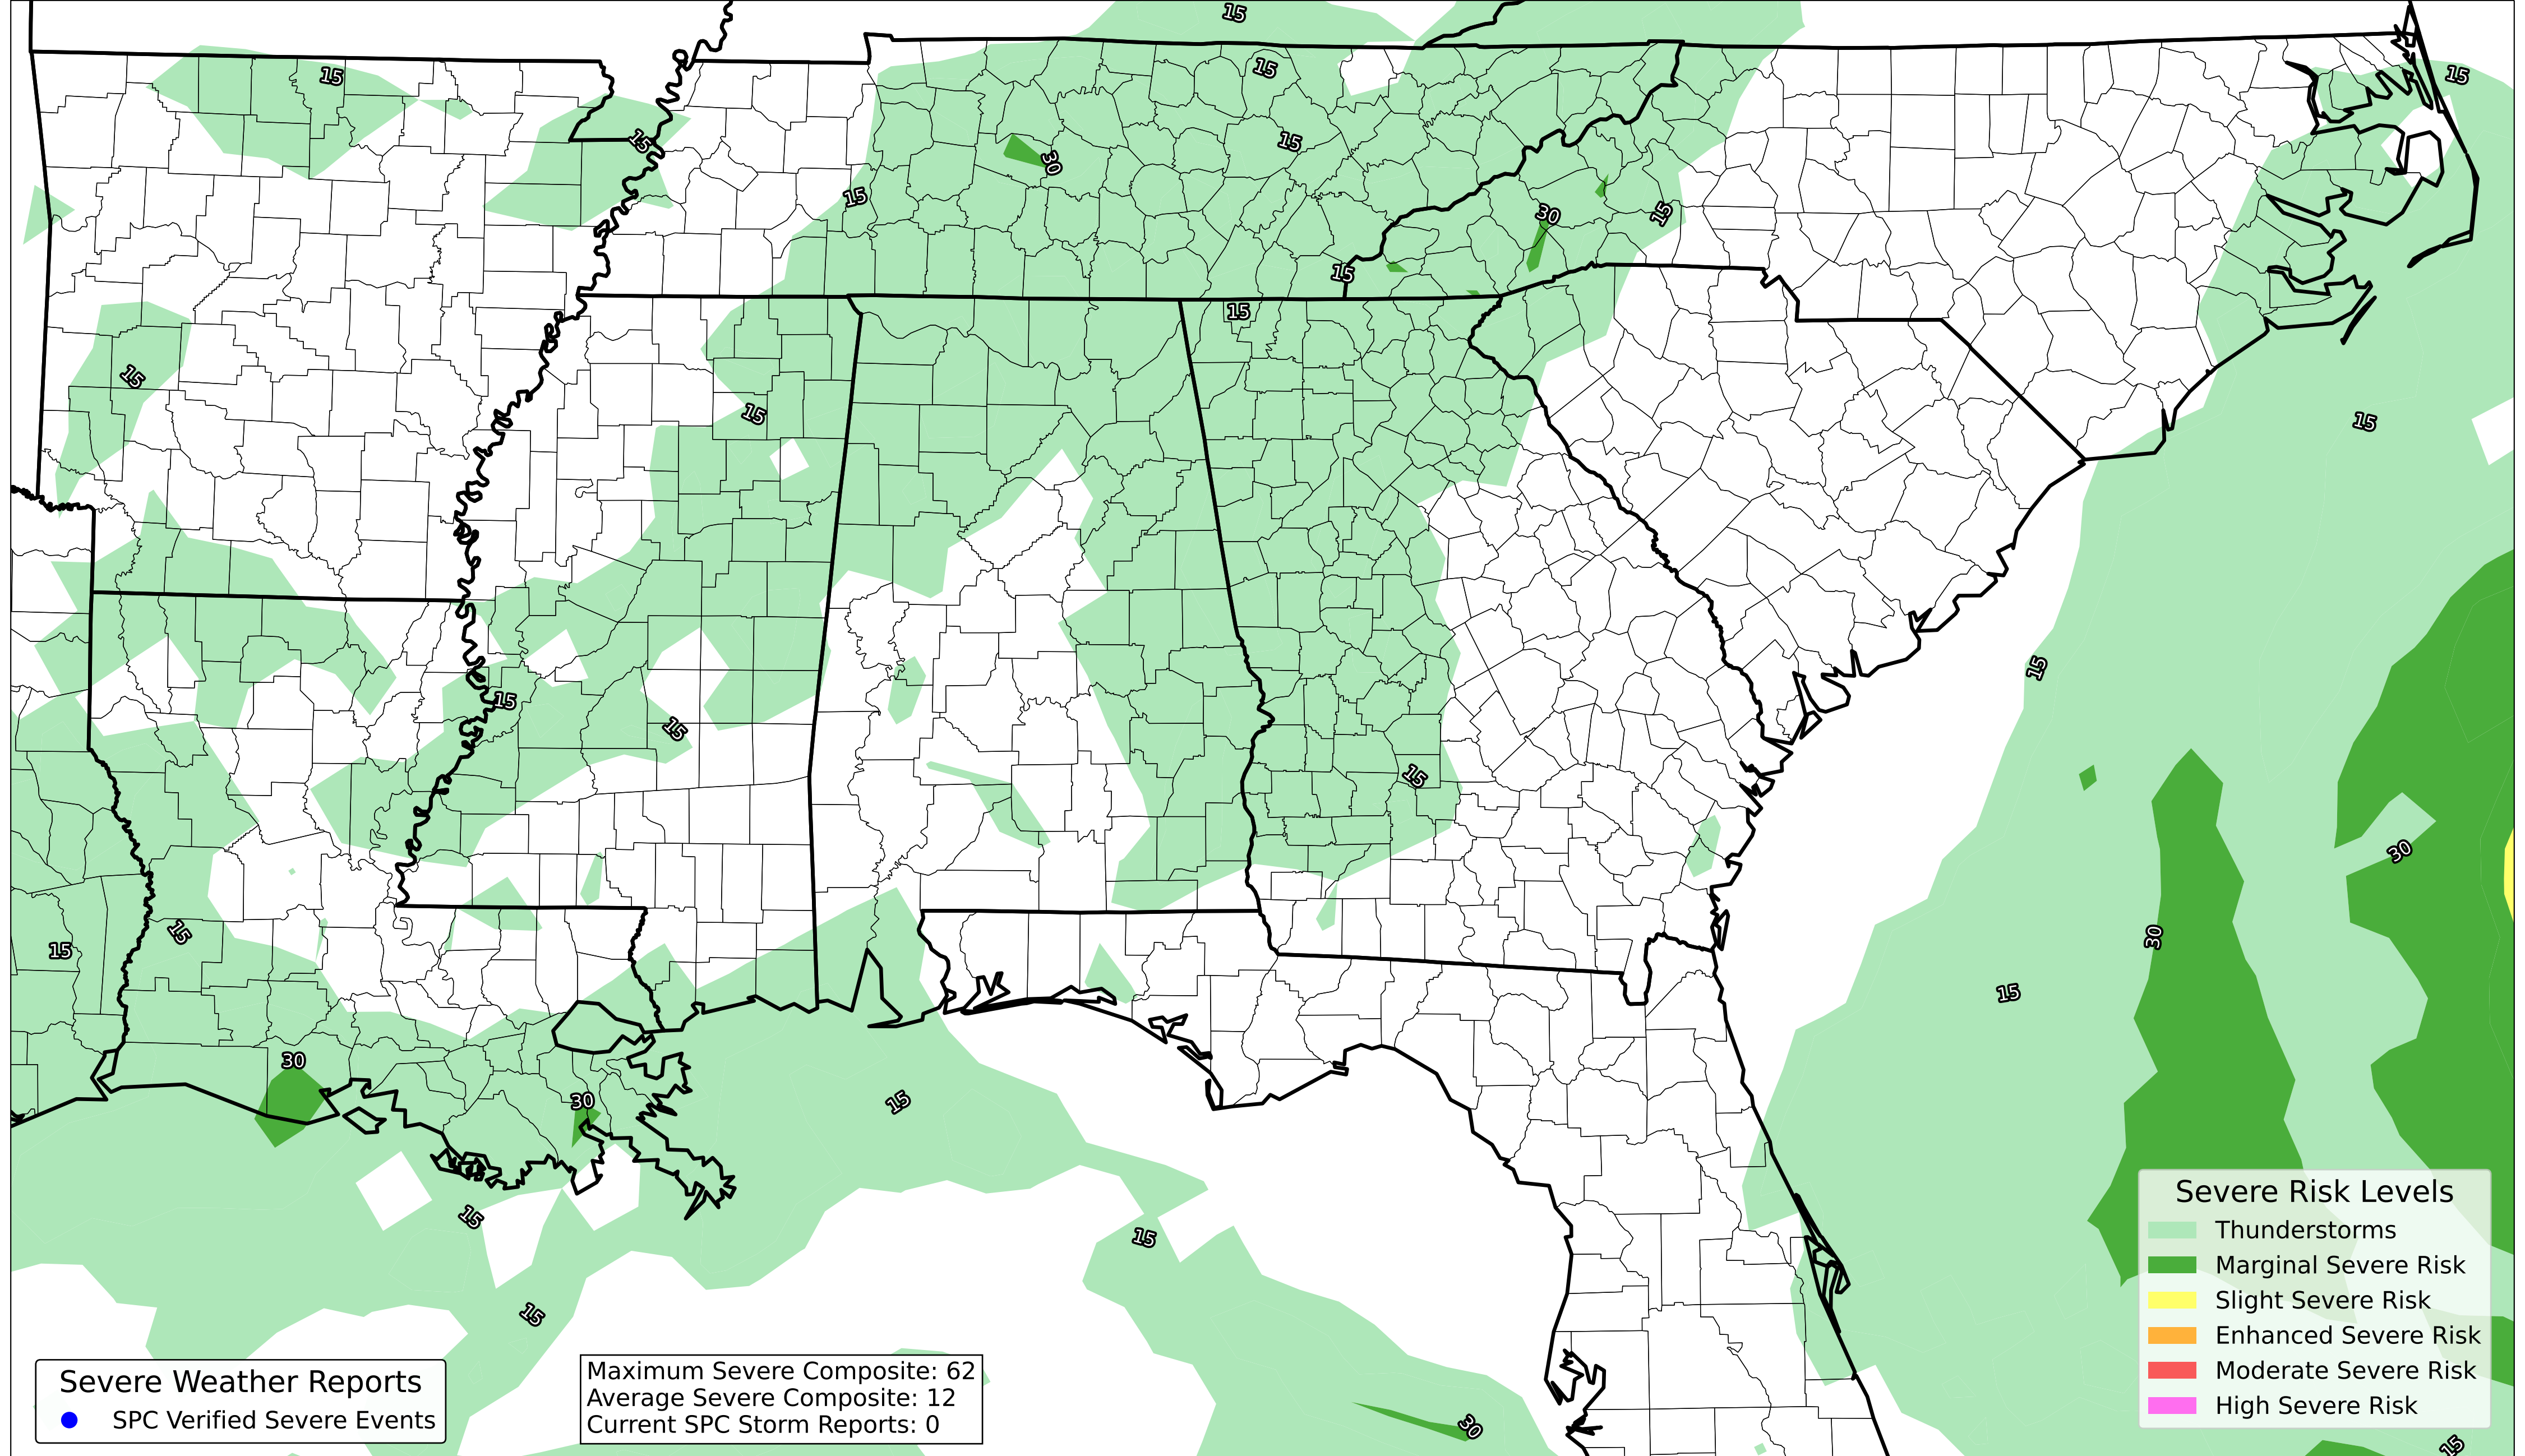 15
15
15
15
15
15
30
15
15
30
15
15
15
15
15
15
15
15
15
15
15
30
15
15
30
15
30
30
15
15
15
15
30
15
Severe Risk Levels
Thunderstorms
Marginal Severe Risk
Slight Severe Risk
Enhanced Severe Risk
Moderate Severe Risk
High Severe Risk
Severe Weather Reports
SPC Verified Severe Events
Maximum Severe Composite: 62
Average Severe Composite: 12
Current SPC Storm Reports: 0